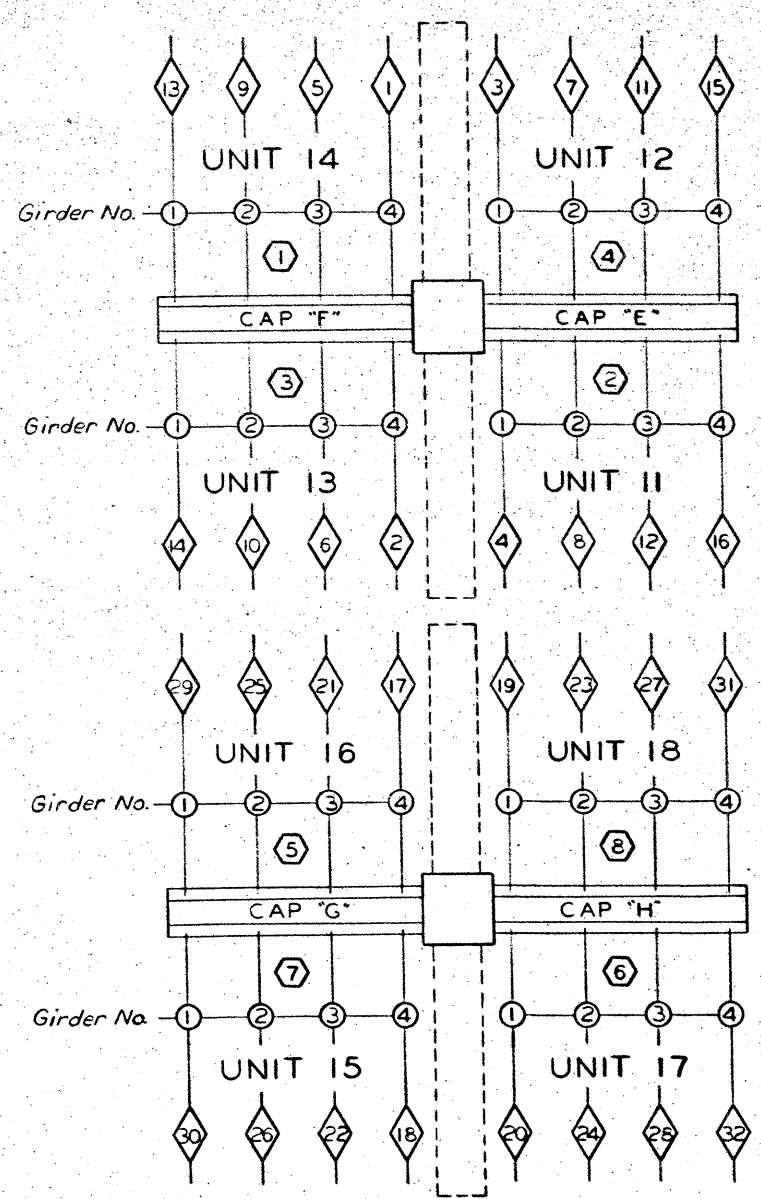 13 9 5 1 3 7 11 15
UNIT 14 UNIT 12
Girder No. 1 2 3 4 1 2 3 4
1 4
CAP "F" CAP "E"
3 2
Girder No. 1 2 3 4 1 2 3 4
UNIT 13 UNIT 11
14 10 6 2 4 8 12 16
29 25 21 17 19 23 27 31
UNIT 16 UNIT 18
Girder No. 1 2 3 4 1 2 3 4
5 8
CAP "G" CAP "H"
7 6
Girder No. 1 2 3 4 1 2 3 4
UNIT 15 UNIT 17
30 26 22 18 20 24 28 32